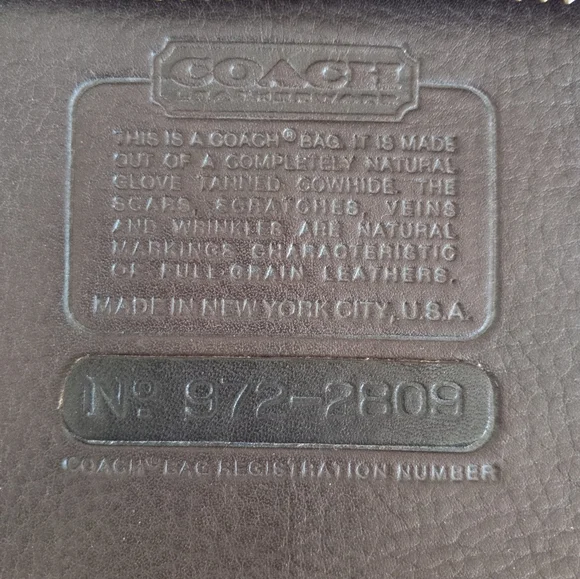 COACH
LEATHERWARE
THIS IS A COACH® BAG. IT IS MADE
OUT OF A COMPLETELY NATURAL
GLOVE TANNED COWHIDE. THE
SCARS, SCRATCHES, VEINS
AND WRINKLES ARE NATURAL
MARKINGS CHARACTERISTIC
OF FULL-GRAIN LEATHERS.
MADE IN NEW YORK CITY, U.S.A.
Nº 972-2809
COACH® BAG REGISTRATION NUMBER